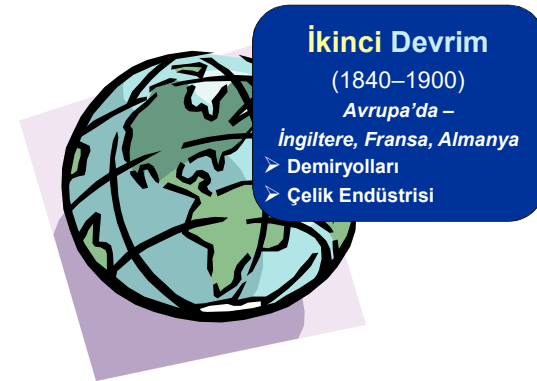 İkinci Devrim
(1840–1900)
Avrupa’da –
İngiltere, Fransa, Almanya
➢ Demiryolları
➢ Çelik Endüstrisi